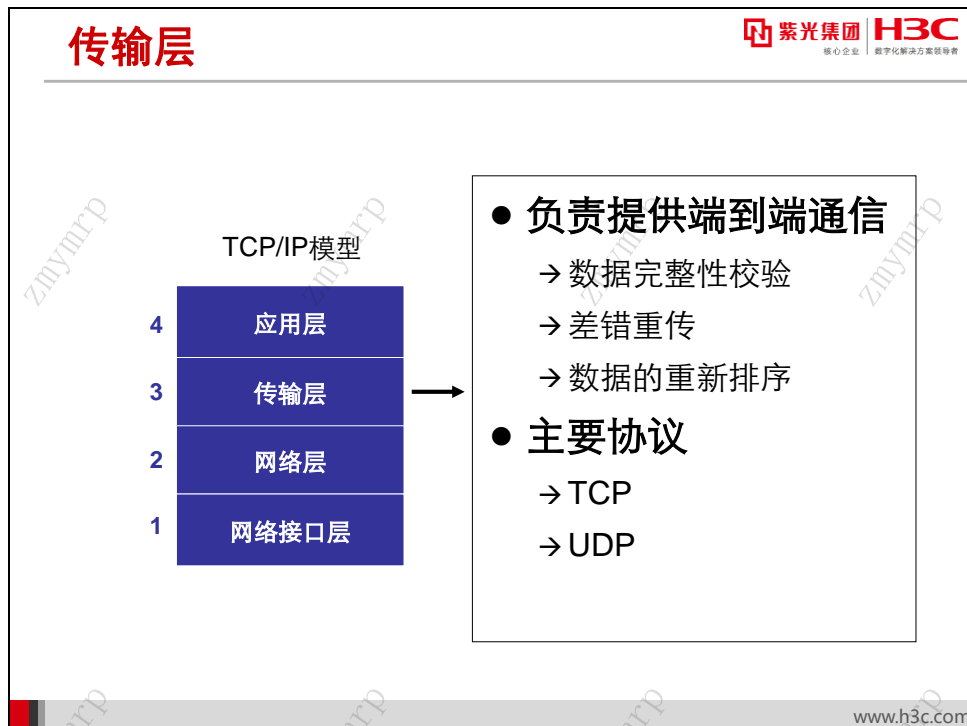 传输层
紫光集团
核心企业
H3C
数字化解决方案领导者
TCP/IP模型
4
应用层
3
传输层
2
网络层
1
网络接口层
● 负责提供端到端通信
→数据完整性校验
→差错重传
→数据的重新排序
● 主要协议
→TCP
→UDP
zmymrp
zmymrp
zmymrp
zmymrp
www.h3c.com